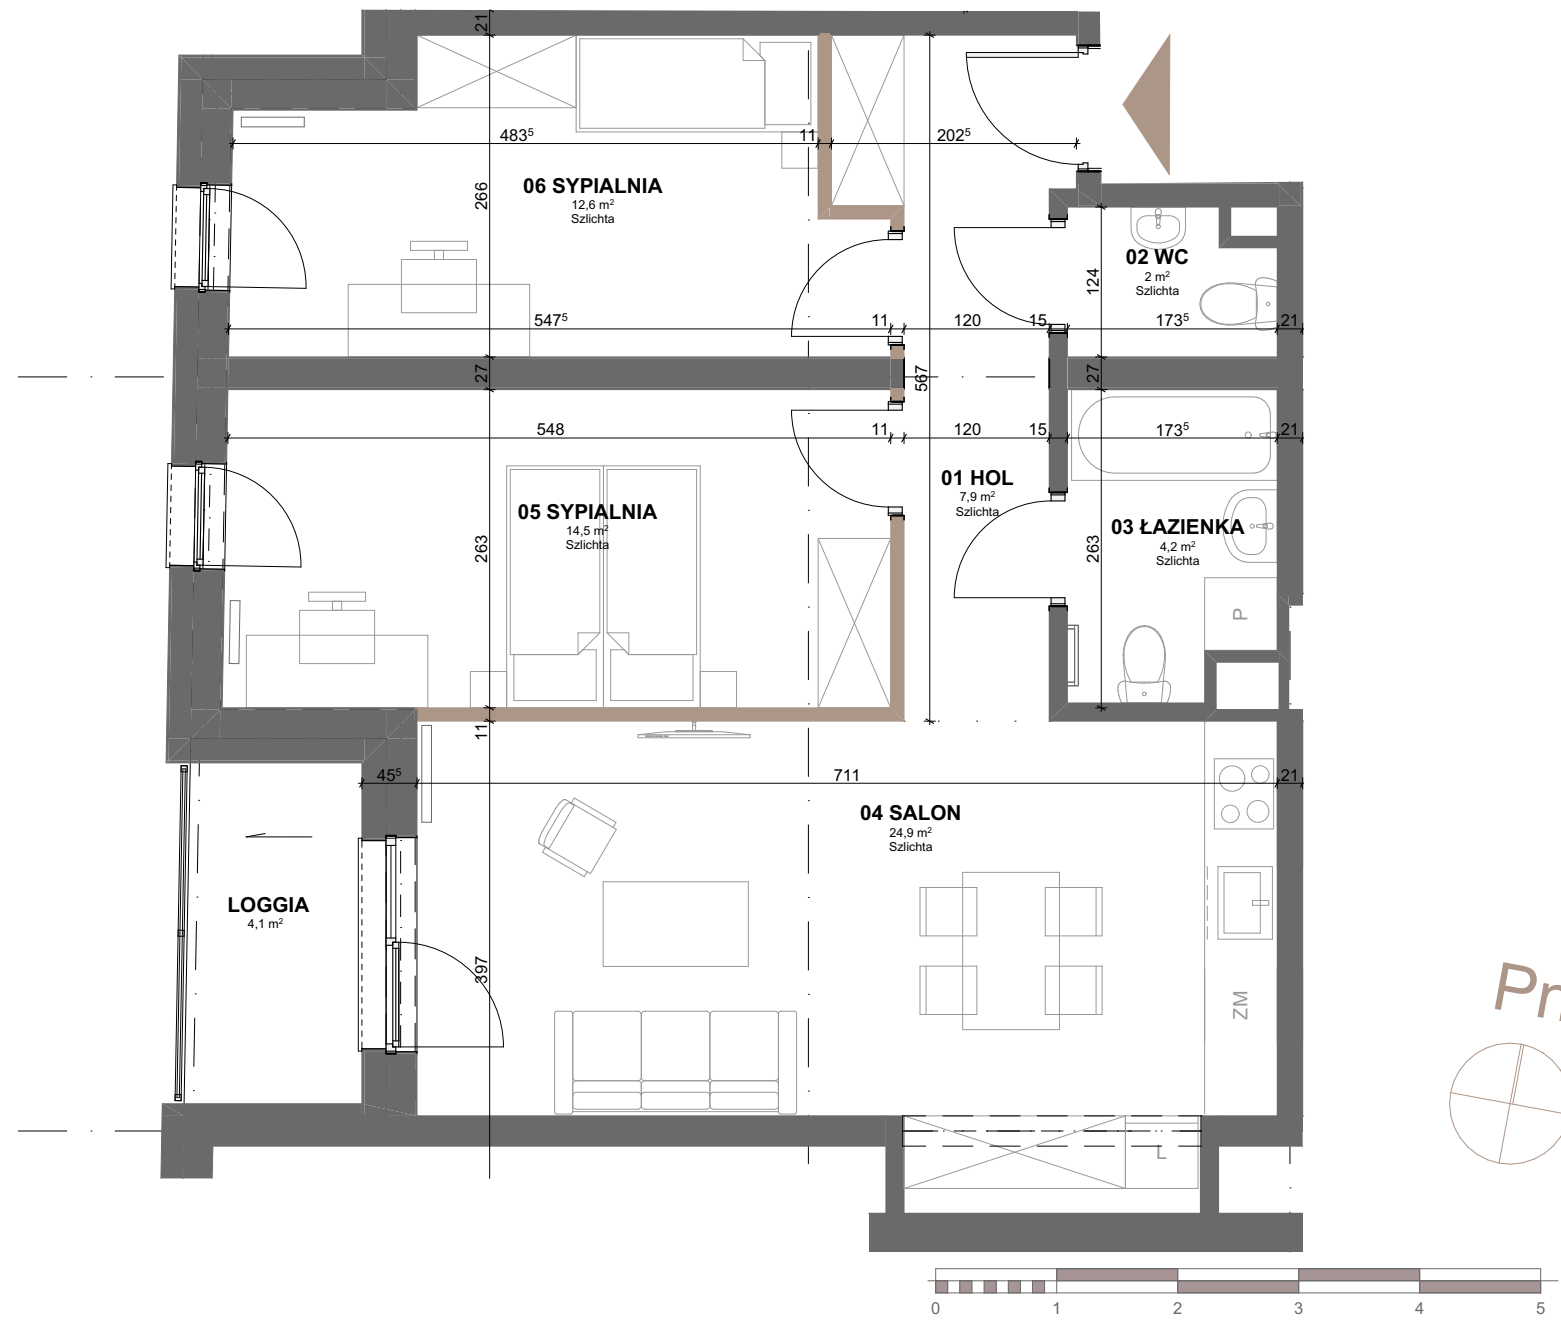 21
483⁵
11
202⁵
06 SYPIALNIA
12,6 m²
Szlichta
266
02 WC
2 m²
Szlichta
124
547⁵
11
120
15
173⁵
21
27
567
27
548
11
120
15
173⁵
21
01 HOL
7,9 m²
Szlichta
05 SYPIALNIA
14,5 m²
Szlichta
263
03 ŁAZIENKA
4,2 m²
Szlichta
263
P
11
45⁵
711
21
04 SALON
24,9 m²
Szlichta
LOGGIA
4,1 m²
397
ZM
L
0 1 2 3 4 5